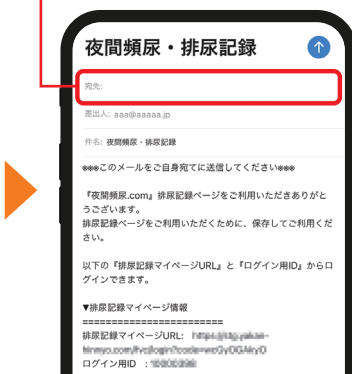 夜間頻尿・排尿記録
宛先:
差出人: aaa@aaaaa.jp
件名: 夜間頻尿・排尿記録
***このメールをご自身宛てに送信してください***
『夜間頻尿.com』排尿記録ページをご利用いただきありがと
うございます。
排尿記録ページをご利用いただくために、保存してご利用くだ
さい。
以下の『排尿記録マイページURL』と『ログイン用ID』からロ
グインできます。
▼排尿記録マイページ情報
========================
排尿記録マイページURL:
ログイン用ID :